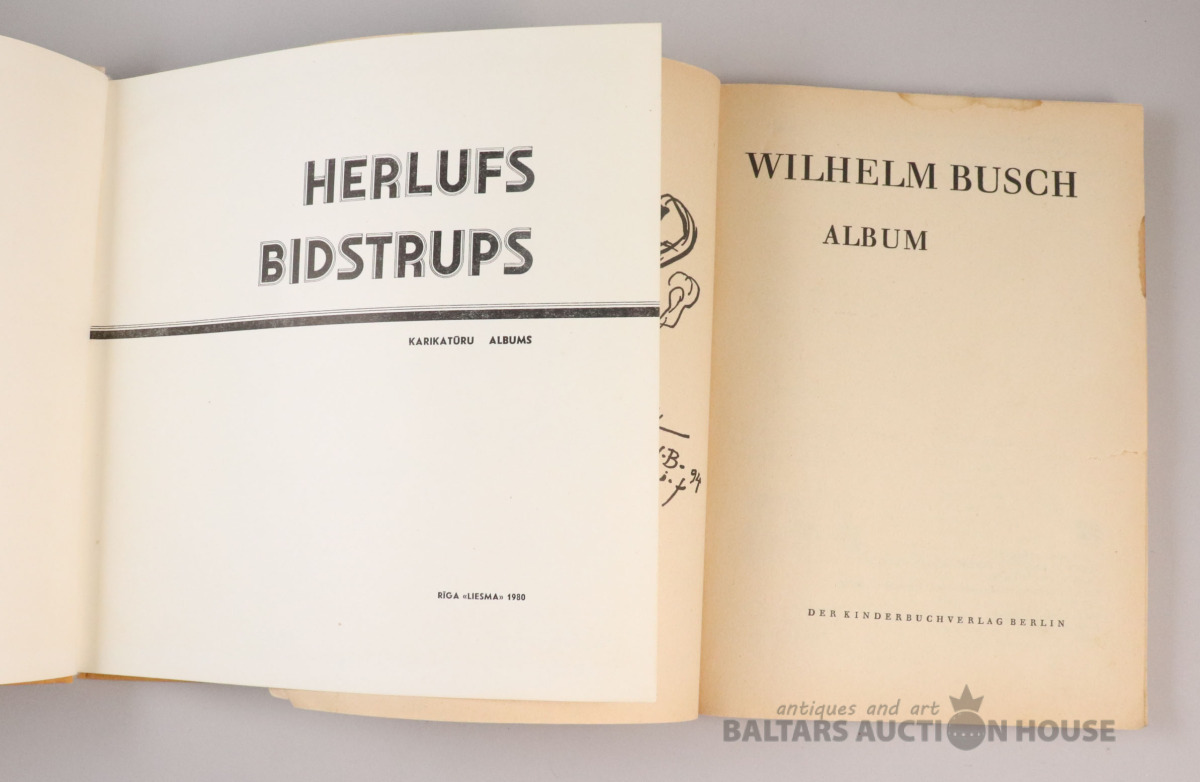 HERLUFS
BIDSTRUPS
KARIKATŪRU ALBUMS
RĪGA «LIESMA» 1980
.B.
94
WILHELM BUSCH
ALBUM
DER KINDERBUCHVERLAG BERLIN
antiques and art
BALTARS AUCTION HOUSE